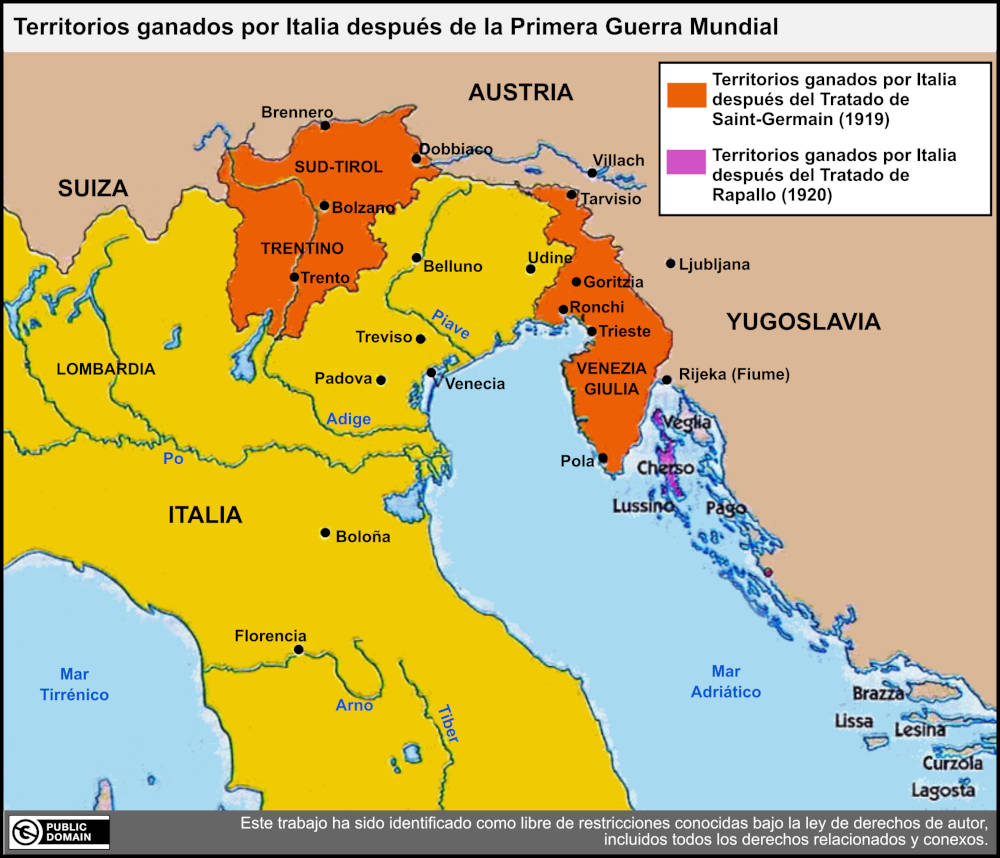 Territorios ganados por Italia después de la Primera Guerra Mundial
Territorios ganados por Italia
después del Tratado de
Saint-Germain (1919)
Territorios ganados por Italia
después del Tratado de
Rapallo (1920)
AUSTRIA
Brennero
Dobbiaco
SUD-TIROL
Villach
SUIZA
Tarvisio
Bolzano
TRENTINO
Udine
Belluno
Ljubljana
Trento
Goritzia
Ronchi
Piave
YUGOSLAVIA
Treviso
Trieste
LOMBARDIA
VENEZIA
GIULIA
Padova
Venecia
Rijeka (Fiume)
Adige
Veglia
Po
Pola
Cherso
Lussino
Pago
ITALIA
Boloña
Florencia
Mar
Tirrénico
Mar
Adriático
Arno
Tiber
Brazza
Lissa
Lesina
Curzola
Lagosta
PUBLIC
DOMAIN
Este trabajo ha sido identificado como libre de restricciones conocidas bajo la ley de derechos de autor,
incluidos todos los derechos relacionados y conexos.